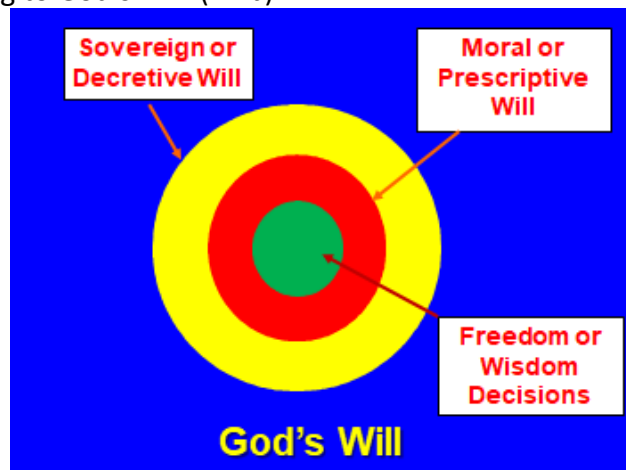 Sovereign or
Decretive Will
Moral or
Prescriptive
Will
Freedom or
Wisdom
Decisions
God's Will